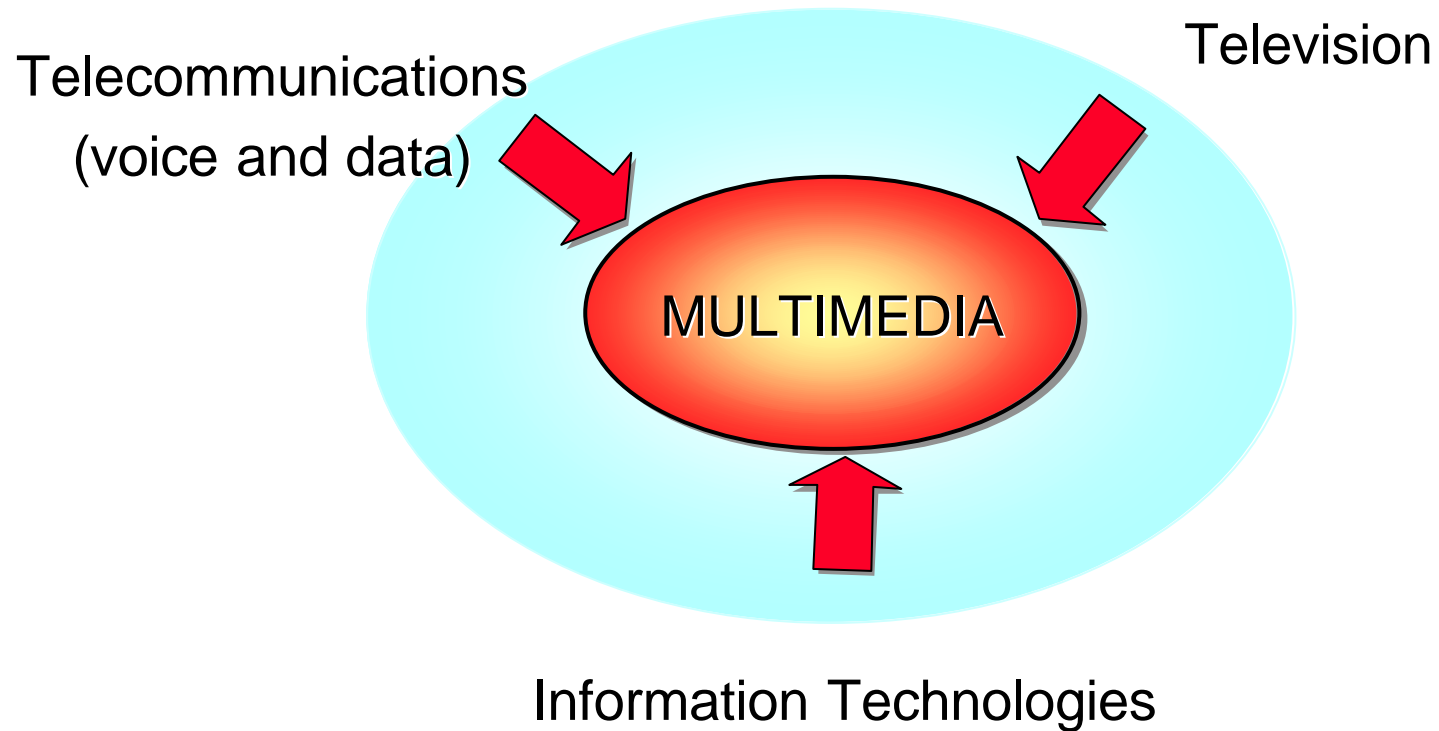 Television
Telecommunications
(voice and data)
MULTIMEDIA
Information Technologies